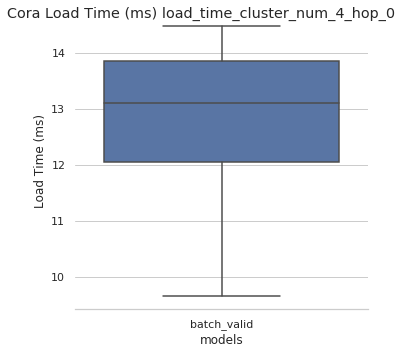 Cora Load Time (ms) load_time_cluster_num_4_hop_0
14
13
12
11
10
Load Time (ms)
batch_valid
models